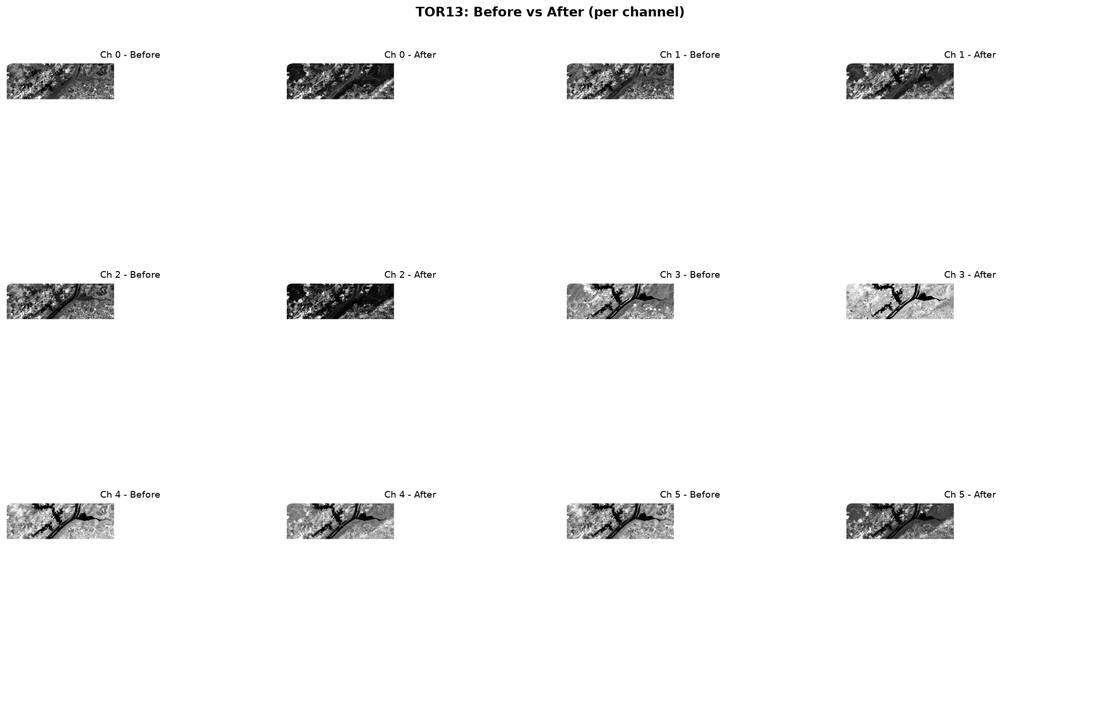 TOR13: Before vs After (per channel)
Ch 0 - Before
Ch 0 - After
Ch 1 - Before
Ch 1 - After
Ch 2 - Before
Ch 2 - After
Ch 3 - Before
Ch 3 - After
Ch 4 - Before
Ch 4 - After
Ch 5 - Before
Ch 5 - After